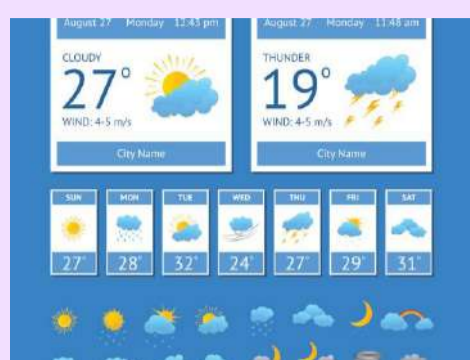 August 27 Monday 12:43 pm
CLOUDY
27°
WIND: 4-5 m/s
City Name
August 27 Monday 11:48 am
THUNDER
19°
WIND: 4-5 m/s
City Name
SUN MON TUE WED THU FRI SAT
27° 28° 32° 24° 27° 29° 31°